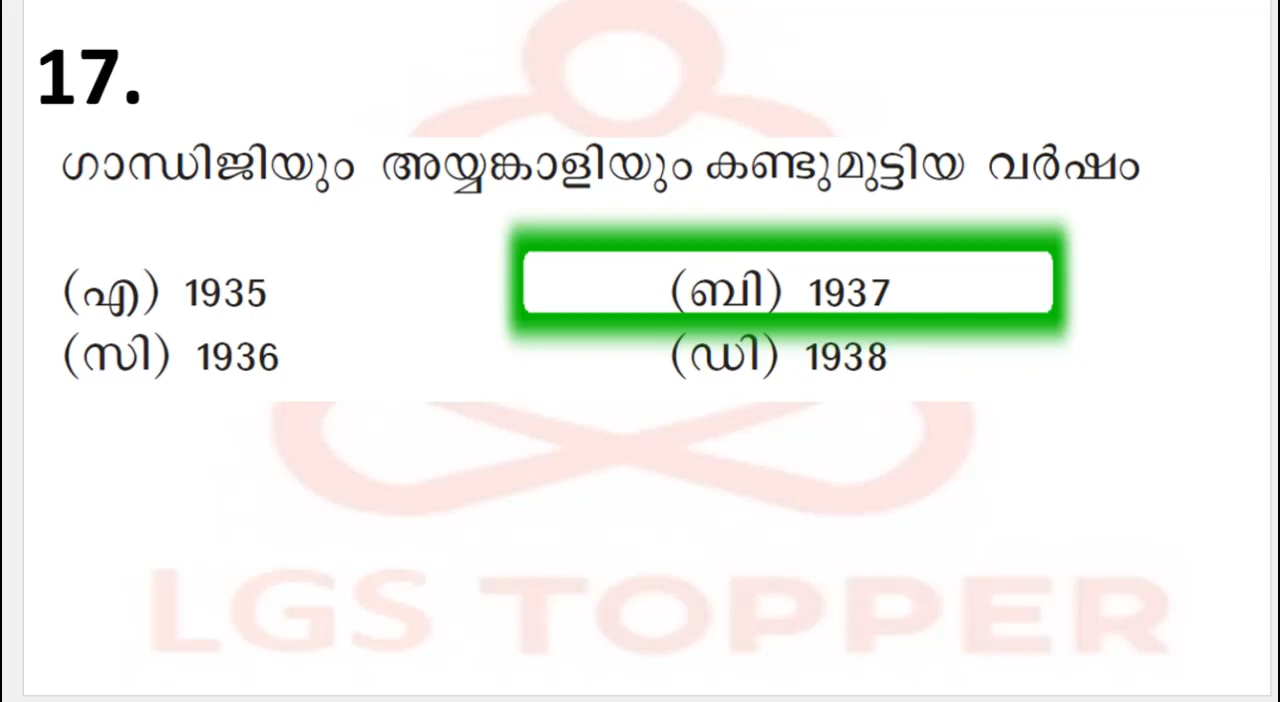 17.
ഗാന്ധിജിയും അയ്യങ്കാളിയും കണ്ടുമുട്ടിയ വർഷം
(എ) 1935 (ബി) 1937
(സി) 1936 (ഡി) 1938
LGS TOPPER